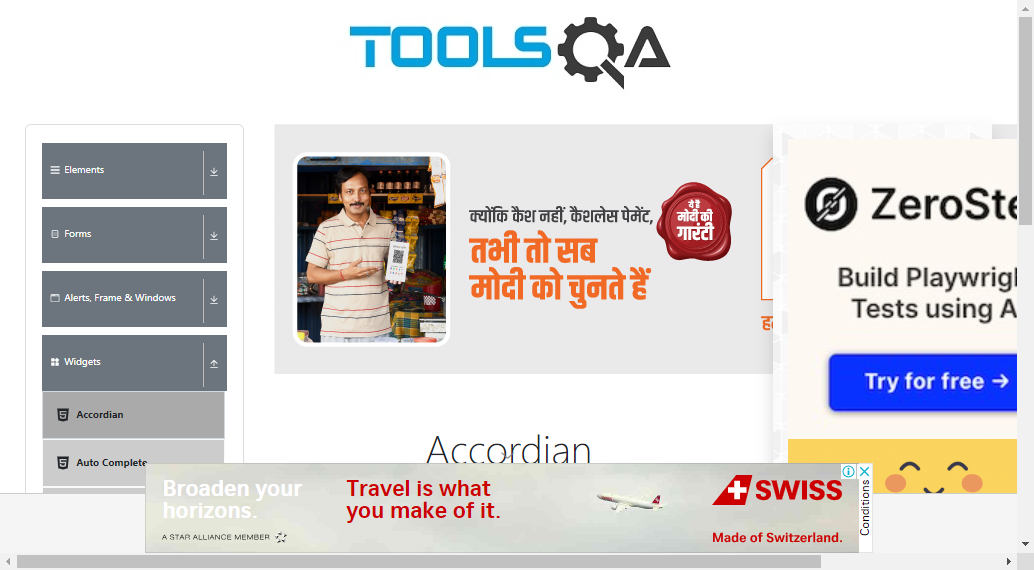 TOOLSQA
Elements
Forms
Alerts, Frame & Windows
Widgets
Accordian
Auto Complete
क्योंकि कैश नहीं, कैशलेस पेमेंट,
तभी तो सब
मोदी को चुनते हैं
ये है
मोदी की
गारंटी
ZeroSte
Build Playwrigh
Tests using A
Try for free →
Accordian
Broaden your
horizons.
A STAR ALLIANCE MEMBER
Travel is what
you make of it.
SWISS
Made of Switzerland.
Conditions